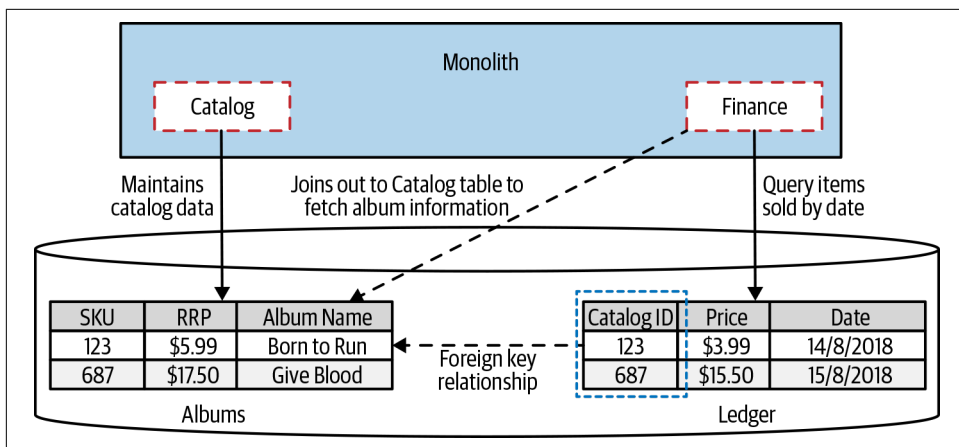 Monolith
Catalog
Finance
Maintains
catalog data
Joins out to Catalog table to
fetch album information
Query items
sold by date
SKU RRP Album Name
123 $5.99 Born to Run
687 $17.50 Give Blood
Albums
Foreign key
relationship
Catalog ID Price Date
123 $3.99 14/8/2018
687 $15.50 15/8/2018
Ledger